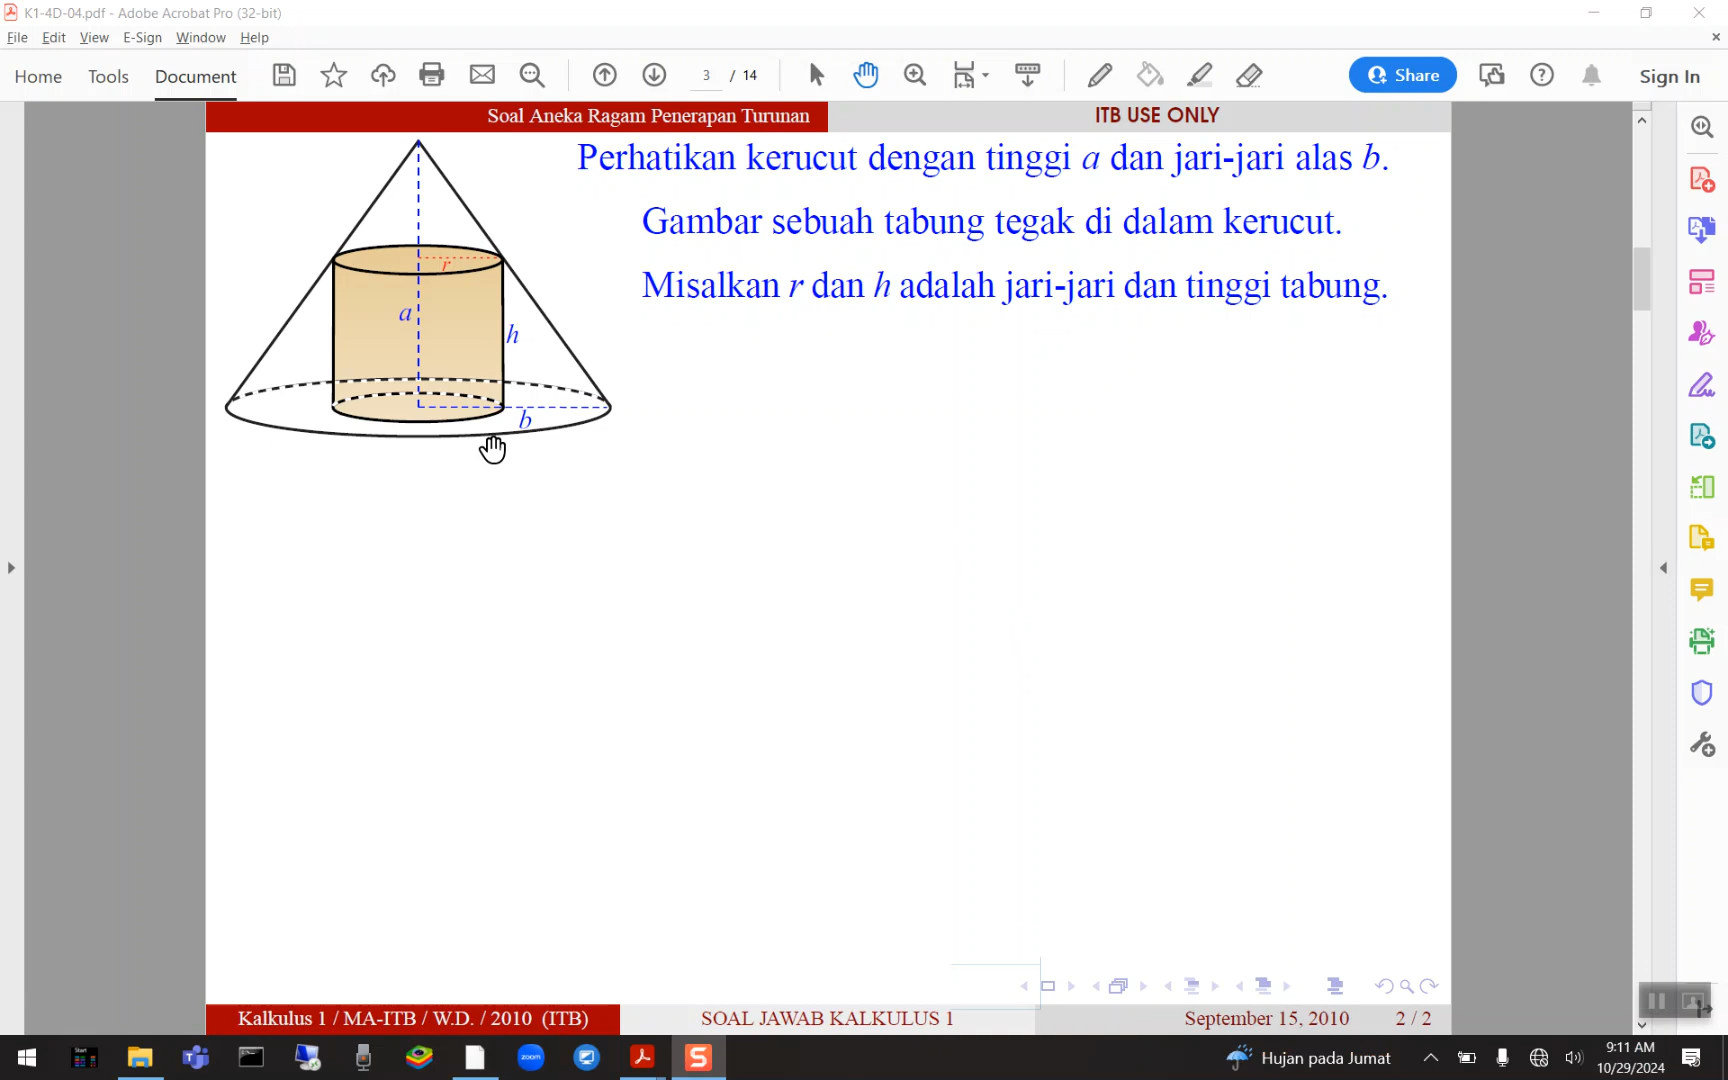 K1-4D-04.pdf - Adobe Acrobat Pro (32-bit)
File Edit View E-Sign Window Help
Home Tools Document 3 / 14 Share Sign In
Soal Aneka Ragam Penerapan Turunan ITB USE ONLY
Perhatikan kerucut dengan tinggi a dan jari-jari alas b.
Gambar sebuah tabung tegak di dalam kerucut.
Misalkan r dan h adalah jari-jari dan tinggi tabung.
r
a
h
b
Kalkulus 1 / MA-ITB / W.D. / 2010 (ITB) SOAL JAWAB KALKULUS 1 September 15, 2010 2 / 2
Start zoom S Hujan pada Jumat 9:11 AM
10/29/2024